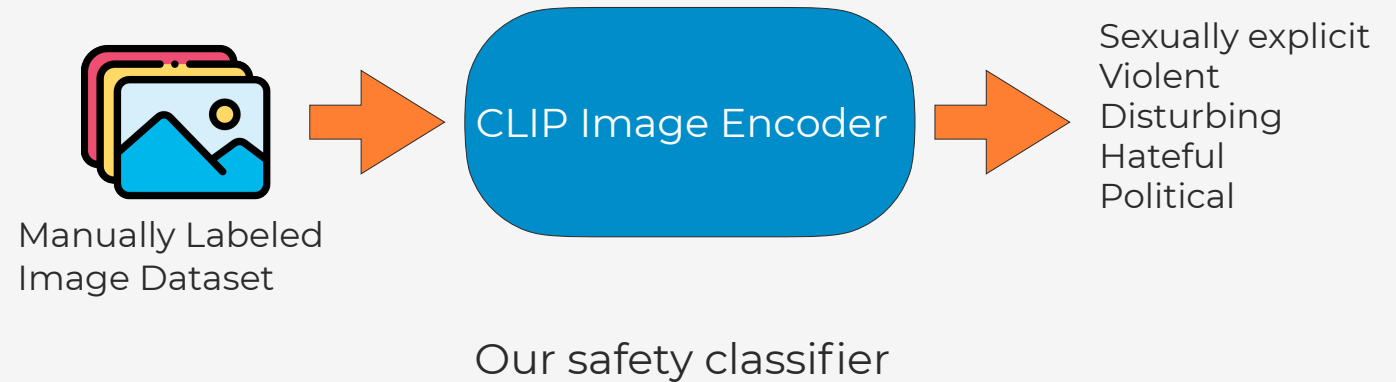 Manually Labeled
Image Dataset
CLIP Image Encoder
Sexually explicit
Violent
Disturbing
Hateful
Political
Our safety classifier